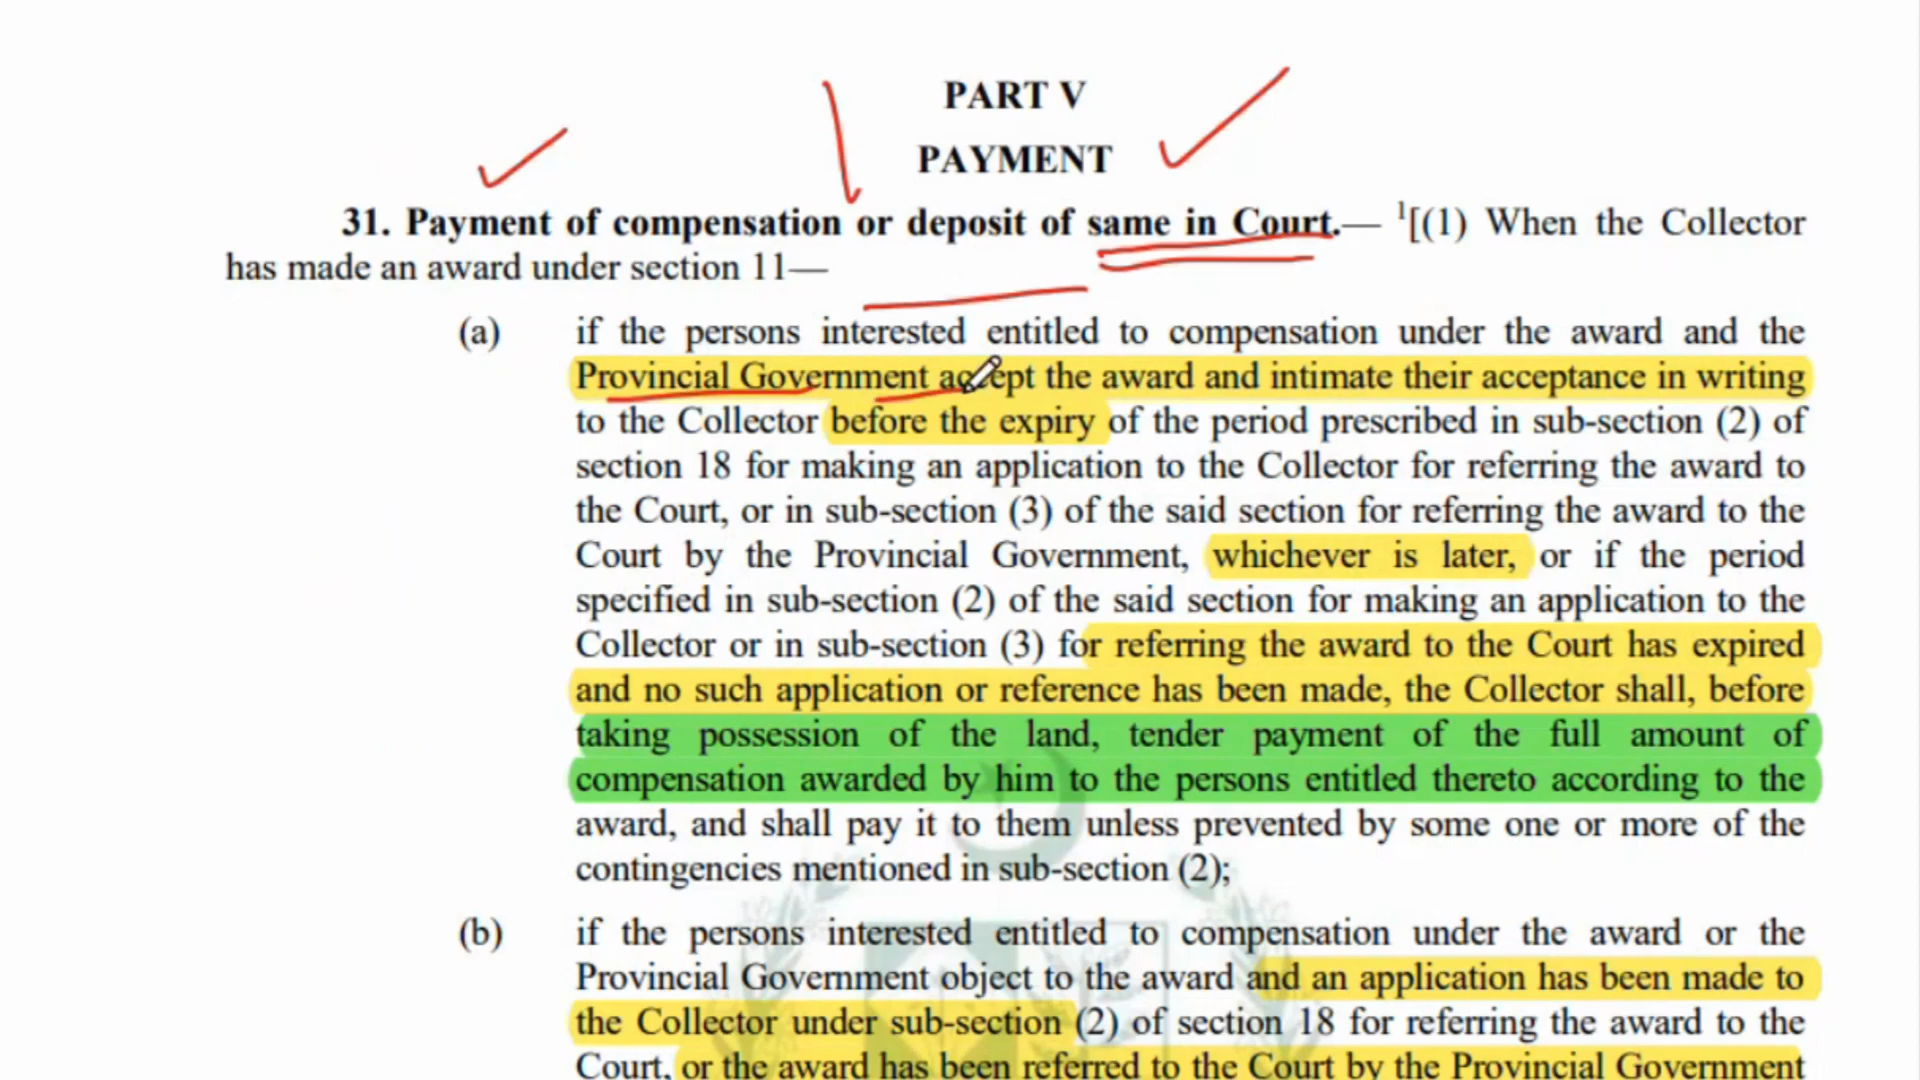 PART V
PAYMENT
31. Payment of compensation or deposit of same in Court.— 1[(1) When the Collector
has made an award under section 11—
(a) if the persons interested entitled to compensation under the award and the
Provincial Government accept the award and intimate their acceptance in writing
to the Collector before the expiry of the period prescribed in sub-section (2) of
section 18 for making an application to the Collector for referring the award to
the Court, or in sub-section (3) of the said section for referring the award to the
Court by the Provincial Government, whichever is later, or if the period
specified in sub-section (2) of the said section for making an application to the
Collector or in sub-section (3) for referring the award to the Court has expired
and no such application or reference has been made, the Collector shall, before
taking possession of the land, tender payment of the full amount of
compensation awarded by him to the persons entitled thereto according to the
award, and shall pay it to them unless prevented by some one or more of the
contingencies mentioned in sub-section (2);
(b) if the persons interested entitled to compensation under the award or the
Provincial Government object to the award and an application has been made to
the Collector under sub-section (2) of section 18 for referring the award to the
Court, or the award has been referred to the Court by the Provincial Government